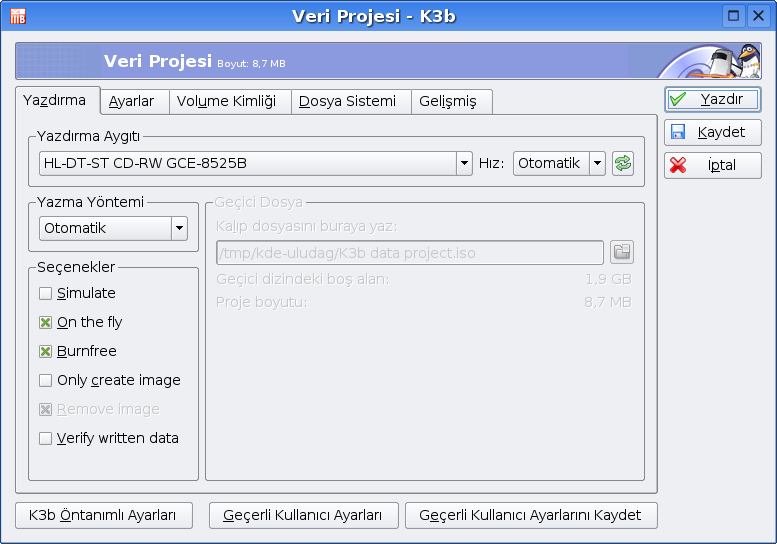 Veri Projesi - K3b
Veri Projesi Boyut: 8,7 MB
Yazdırma Ayarlar Volume Kimliği Dosya Sistemi Gelişmiş
Yazdır
Kaydet
İptal
Yazdırma Aygıtı
HL-DT-ST CD-RW GCE-8525B Hız: Otomatik
Yazma Yöntemi
Otomatik
Seçenekler
Simulate
On the fly
Burnfree
Only create image
Remove image
Verify written data
Geçici Dosya
Kalıp dosyasını buraya yaz:
/tmp/kde-uludag/K3b data project.iso
Geçici dizindeki boş alan: 1,9 GB
Proje boyutu: 8,7 MB
K3b Öntanımlı Ayarları Geçerli Kullanıcı Ayarları Geçerli Kullanıcı Ayarlarını Kaydet